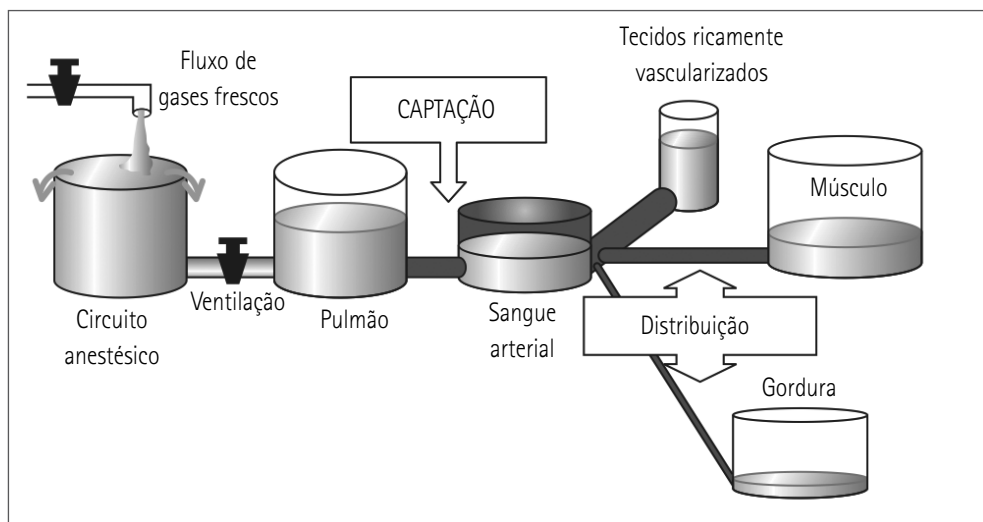 Fluxo de
gases frescos
CAPTAÇÃO
Tecidos ricamente
vascularizados
Músculo
Ventilação
Circuito
anestésico
Pulmão
Sangue
arterial
Distribuição
Gordura